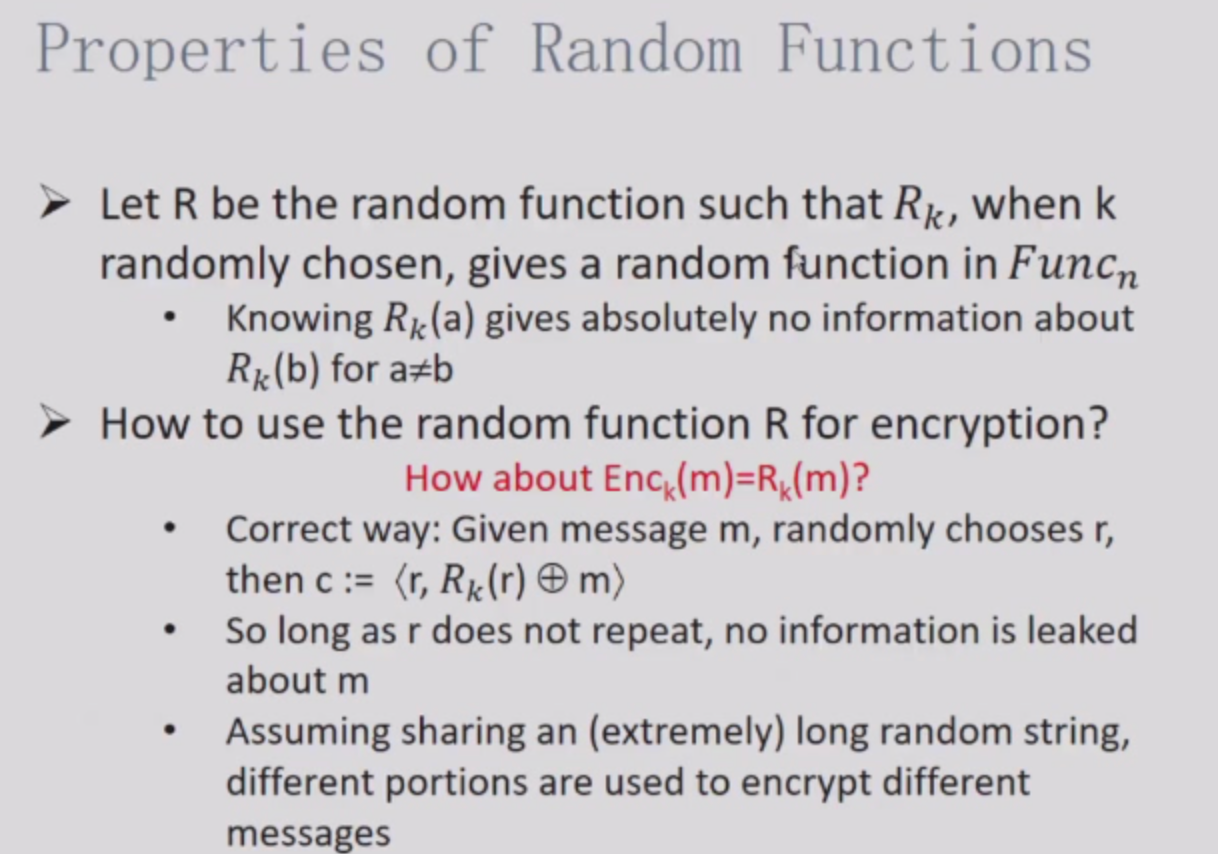 Properties of Random Functions
➢ Let R be the random function such that R_k, when k
randomly chosen, gives a random function in Func_n
• Knowing R_k(a) gives absolutely no information about
R_k(b) for a≠b
➢ How to use the random function R for encryption?
How about Enc_k(m)=R_k(m)?
• Correct way: Given message m, randomly chooses r,
then c := ⟨r, R_k(r) ⊕ m⟩
• So long as r does not repeat, no information is leaked
about m
• Assuming sharing an (extremely) long random string,
different portions are used to encrypt different
messages